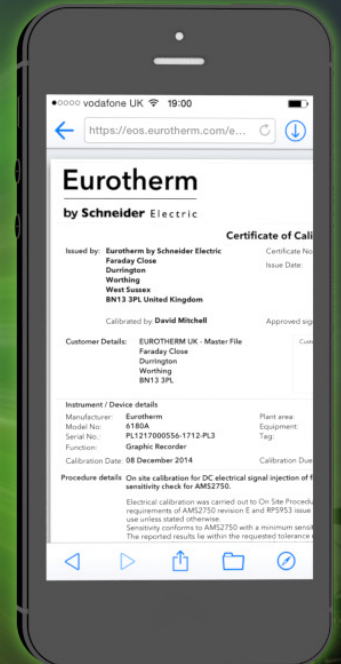 vodafone UK 19:00
https://eos.eurotherm.com/e...
Eurotherm
by Schneider Electric
Certificate of Cali
Issued by: Eurotherm by Schneider Electric Certificate No
Faraday Close Issue Date:
Durrington
Worthing
West Sussex
BN13 3PL United Kingdom
Calibrated by: David Mitchell Approved sig
Customer Details: EUROTHERM UK - Master File
Faraday Close
Durrington
Worthing
BN13 3PL
Instrument / Device details
Manufacturer: Eurotherm Plant area:
Model No: 6180A Equipment:
Serial No.: PL1217000556-1712-PL3 Tag:
Function: Graphic Recorder
Calibration Date: 08 December 2014 Calibration Due
Procedure details On site calibration for DC electrical signal injection of f
sensitivity check for AMS2750.
Electrical calibration was carried out to On Site Procedu
requirements of AMS2750 revision E and RPS953 issue
use unless stated otherwise.
Sensitivity conforms to AMS2750 with a minimum sensit
The reported results lie within the requested tolerance